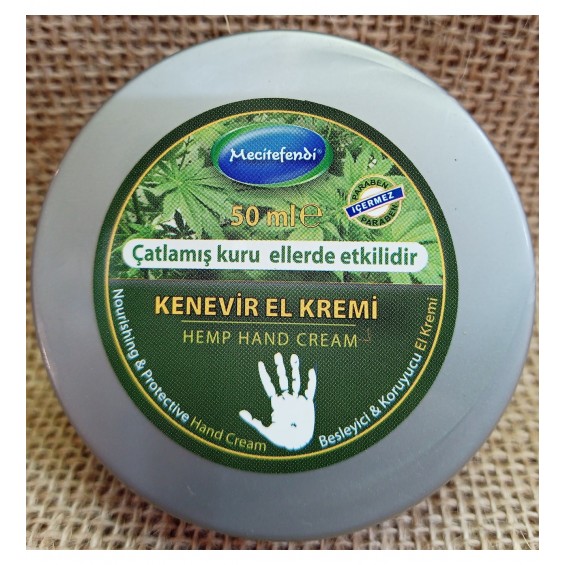 Mecitefendi®
50 ml ℮
PARABEN
İÇERMEZ
PARABEN
Çatlamış kuru ellerde etkilidir
KENEVİR EL KREMİ
HEMP HAND CREAM
Nourishing & Protective Hand Cream
Besleyici & Koruyucu El Kremi